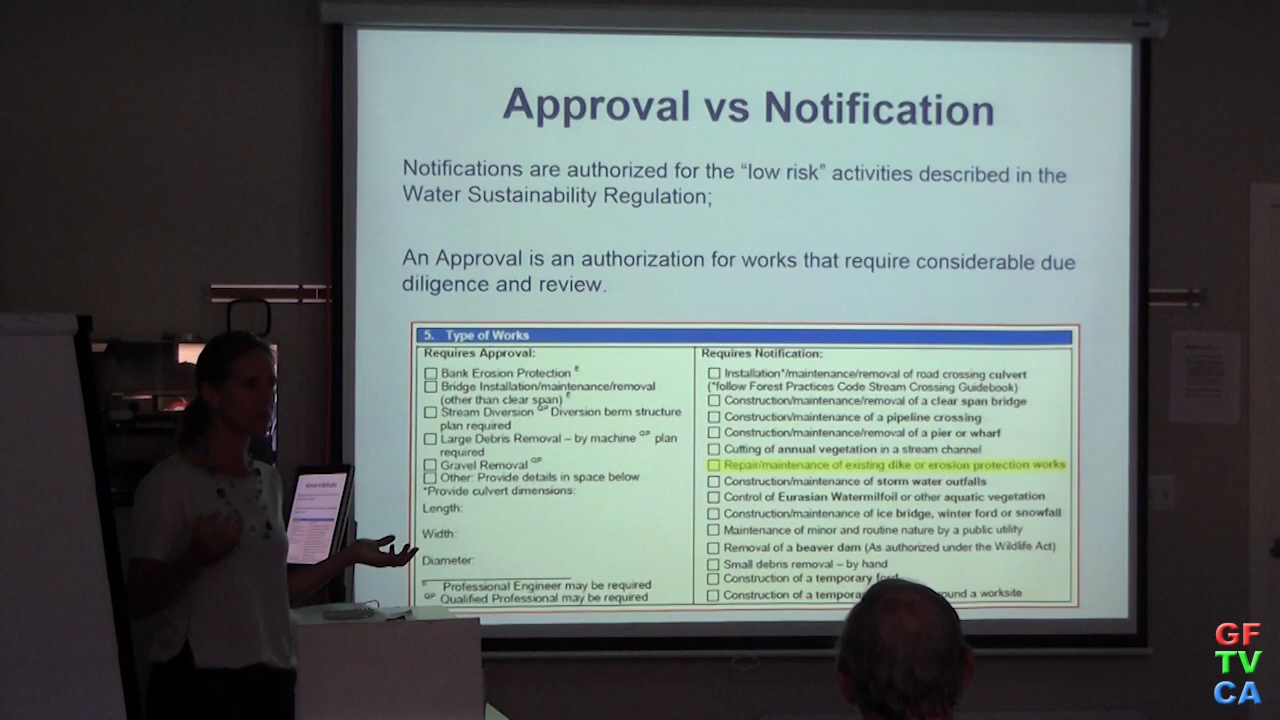 Approval vs Notification
Notifications are authorized for the “low risk” activities described in the
Water Sustainability Regulation;
An Approval is an authorization for works that require considerable due
diligence and review.
5. Type of Works
Requires Approval:
Bank Erosion Protection E
Bridge Installation/maintenance/removal
(other than clear span) E
Stream Diversion QP Diversion berm structure
plan required
Large Debris Removal – by machine QP plan
required
Gravel Removal QP
Other: Provide details in space below
*Provide culvert dimensions:
Length:
Width:
Diameter:
E Professional Engineer may be required
QP Qualified Professional may be required
Requires Notification:
Installation*/maintenance/removal of road crossing culvert
(*follow Forest Practices Code Stream Crossing Guidebook)
Construction/maintenance/removal of a clear span bridge
Construction/maintenance of a pipeline crossing
Construction/maintenance/removal of a pier or wharf
Cutting of annual vegetation in a stream channel
Repair/maintenance of existing dike or erosion protection works
Construction/maintenance of storm water outfalls
Control of Eurasian Watermilfoil or other aquatic vegetation
Construction/maintenance of ice bridge, winter ford or snowfall
Maintenance of minor and routine nature by a public utility
Removal of a beaver dam (As authorized under the Wildlife Act)
Small debris removal – by hand
Construction of a temporary
Construction of a a worksite
GF
TV
CA